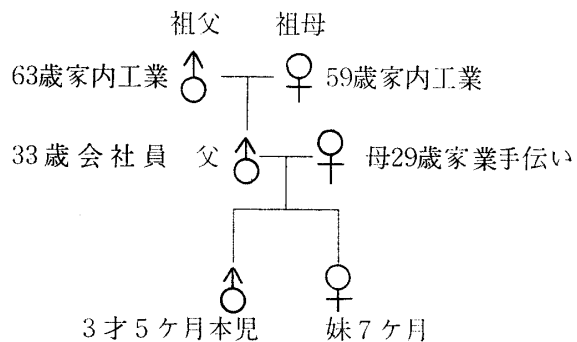 祖父 祖母
63歳家内工業 59歳家内工業
33歳会社員 父 母29歳家業手伝い
3才5ケ月本児 妹7ケ月